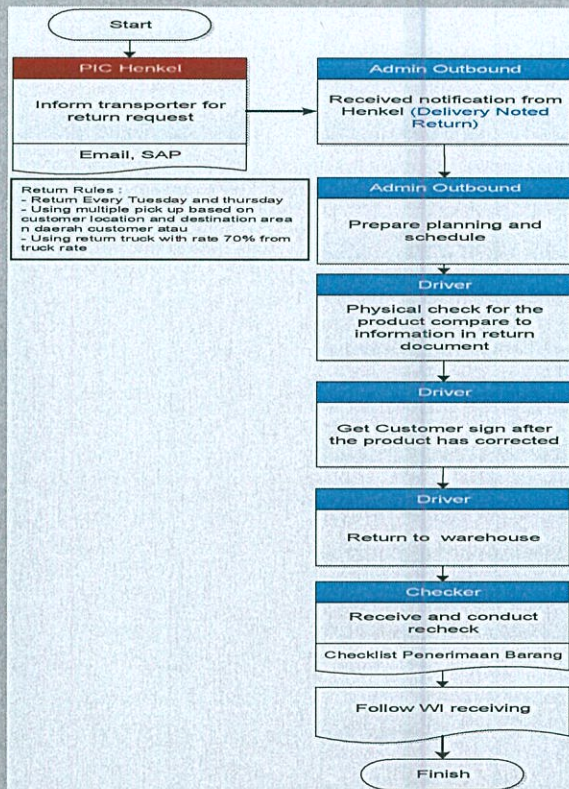 Start
PIC Henkel
Inform transporter for
return request
Email, SAP
Return Rules :
- Return Every Tuesday and thursday
- Using multiple pick up based on
customer location and destination area
n daerah customer atau
- Using return truck with rate 70% from
truck rate
Admin Outbound
Received notification from
Henkel (Delivery Noted
Return)
Admin Outbound
Prepare planning and
schedule
Driver
Physical check for the
product compare to
information in return
document
Driver
Get Customer sign after
the product has corrected
Driver
Return to warehouse
Checker
Receive and conduct
recheck
Checklist Penerimaan Barang
Follow WI receiving
Finish